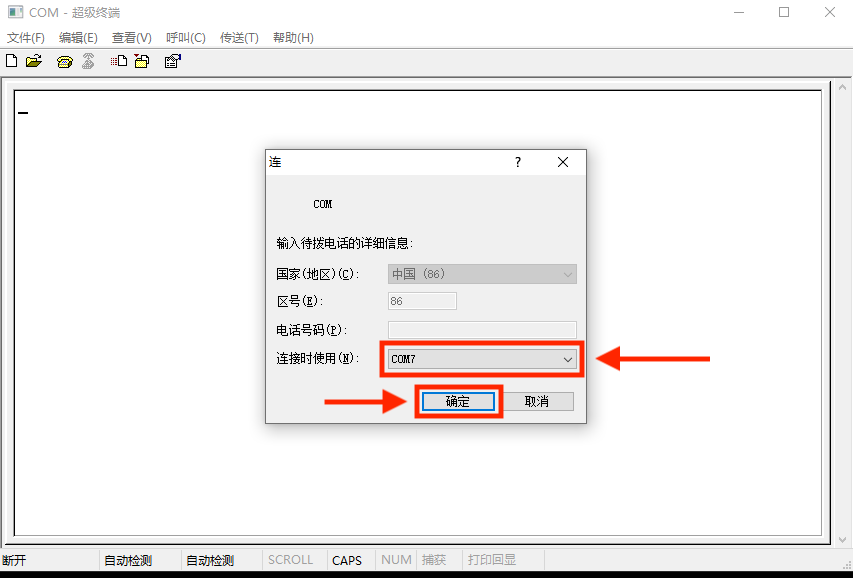 COM - 超级终端
文件(F) 编辑(E) 查看(V) 呼叫(C) 传送(T) 帮助(H)
连 ?
COM
输入待拨电话的详细信息:
国家(地区)(C): 中国 (86)
区号(E): 86
电话号码(P):
连接时使用(N): COM7
确定 取消
断开 自动检测 自动检测 SCROLL CAPS NUM 捕获 打印回显